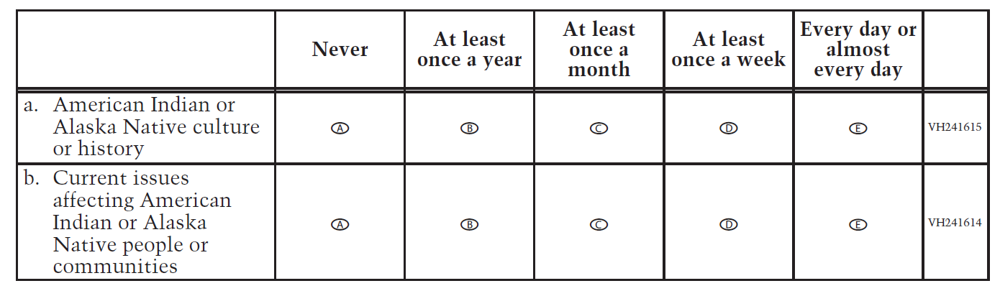 Never
At least
once a year
At least
once a
month
At least
once a week
Every day or
almost
every day
a. American Indian or
Alaska Native culture
or history
A B C D E VH241615
b. Current issues
affecting American
Indian or Alaska
Native people or
communities
A B C D E VH241614